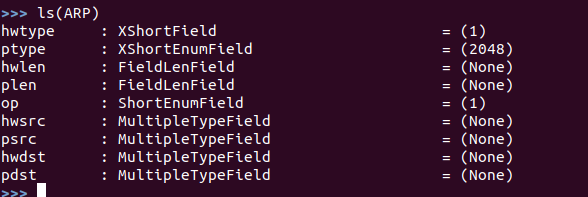 >>> ls(ARP)
hwtype     : XShortField                         = (1)
ptype      : XShortEnumField                     = (2048)
hwlen      : FieldLenField                       = (None)
plen       : FieldLenField                       = (None)
op         : ShortEnumField                      = (1)
hwsrc      : MultipleTypeField                   = (None)
psrc       : MultipleTypeField                   = (None)
hwdst      : MultipleTypeField                   = (None)
pdst       : MultipleTypeField                   = (None)
>>>